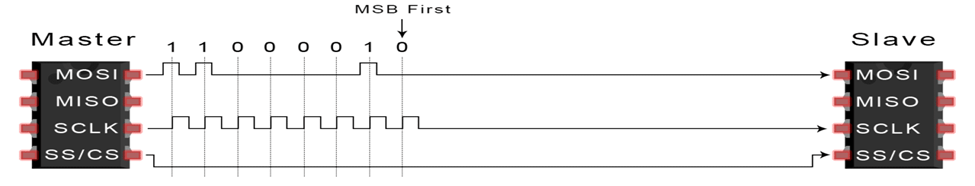 MSB First
Master
1 1 0 0 0 0 1 0
Slave
MOSI
MISO
SCLK
SS/CS
MOSI
MISO
SCLK
SS/CS